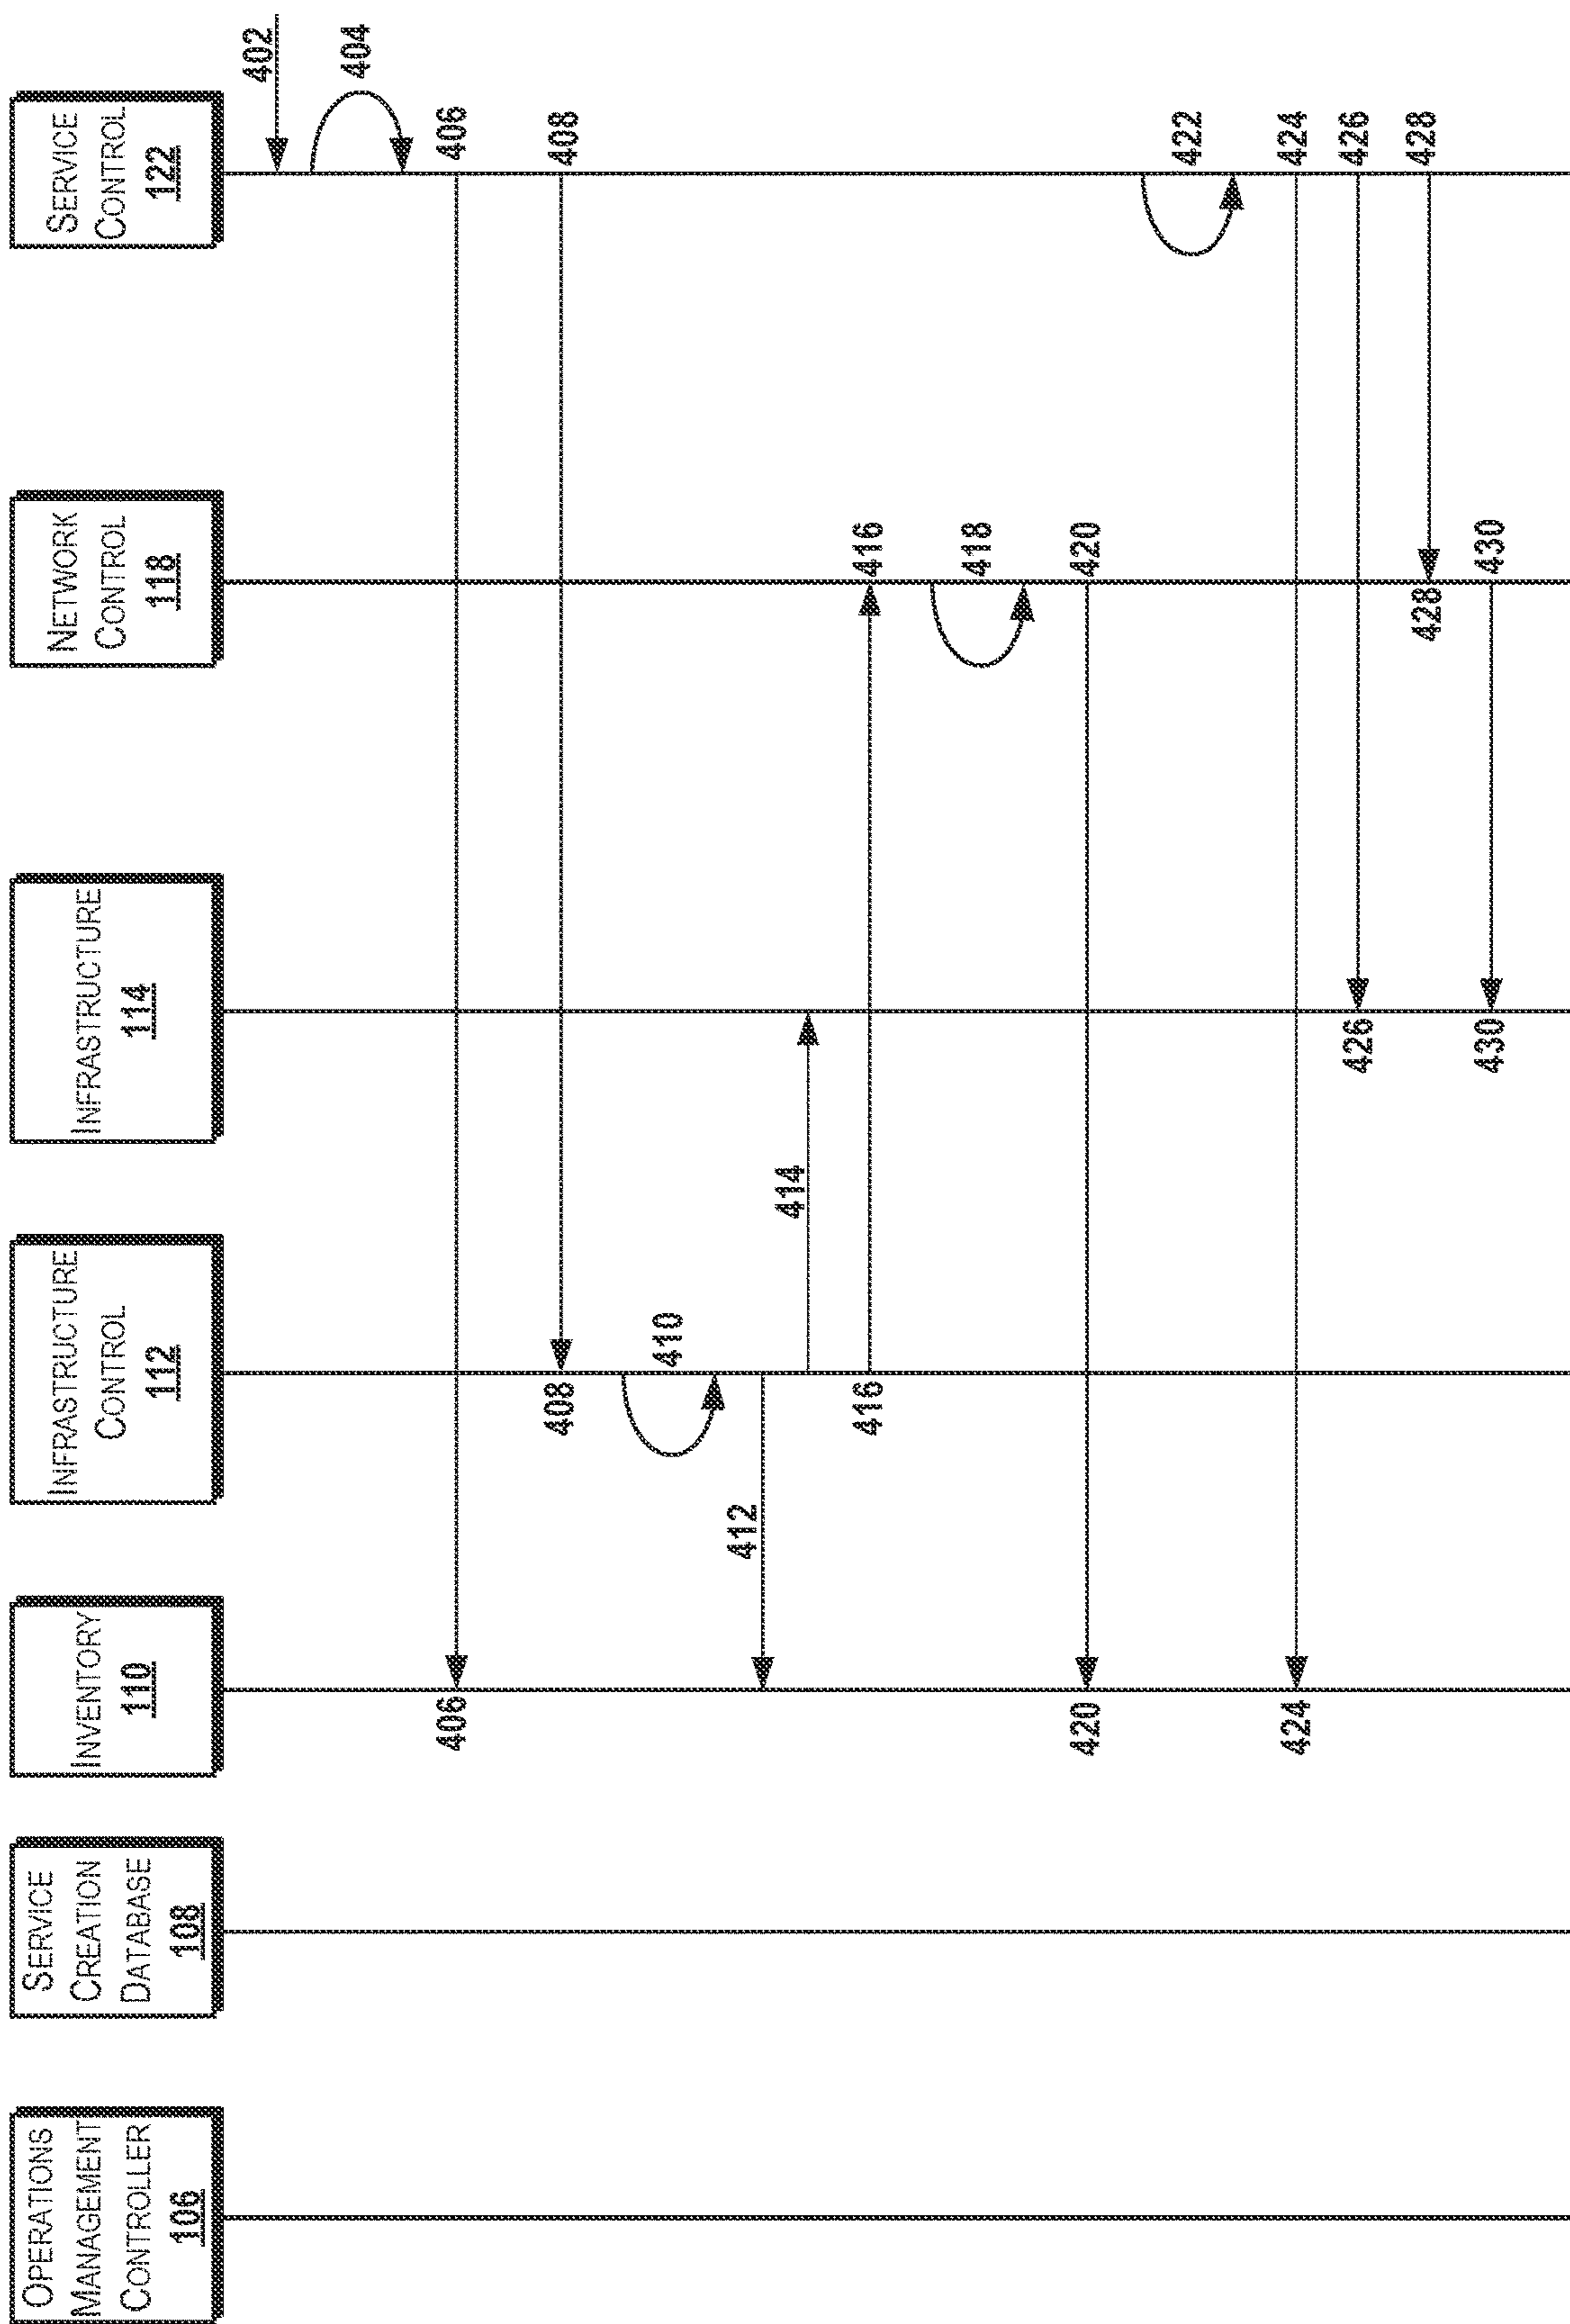 OPERATIONS
MANAGEMENT
CONTROLLER
106
SERVICE
CREATION
DATABASE
108
INVENTORY
110
INFRASTRUCTURE
CONTROL
112
INFRASTRUCTURE
114
NETWORK
CONTROL
118
SERVICE
CONTROL
122
402
404
406
406
408
408
410
412
414
416
416
418
420
420
422
424
424
426
426
428
428
430
430